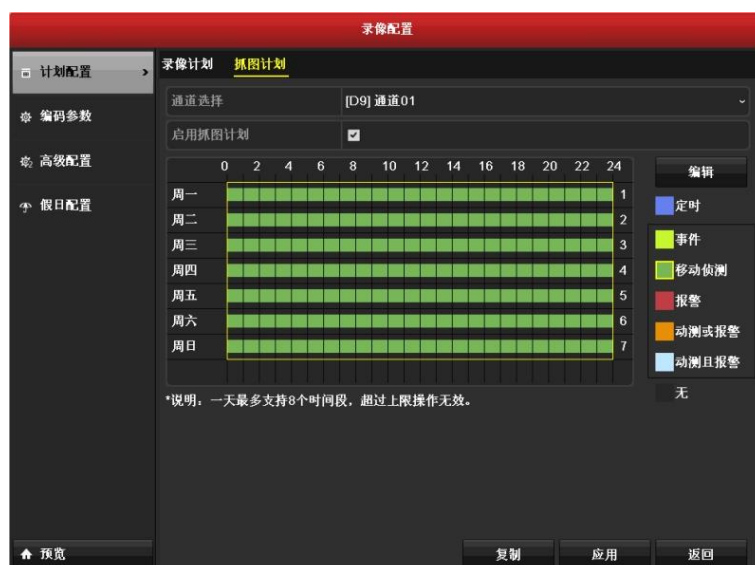 录像配置
计划配置
编码参数
高级配置
假日配置
录像计划 抓图计划
通道选择 [D9] 通道01
启用抓图计划
0 2 4 6 8 10 12 14 16 18 20 22 24
周一 1
周二 2
周三 3
周四 4
周五 5
周六 6
周日 7
编辑
定时
事件
移动侦测
报警
动测或报警
动测且报警
无
*说明：一天最多支持8个时间段，超过上限操作无效。
预览
复制 应用 返回